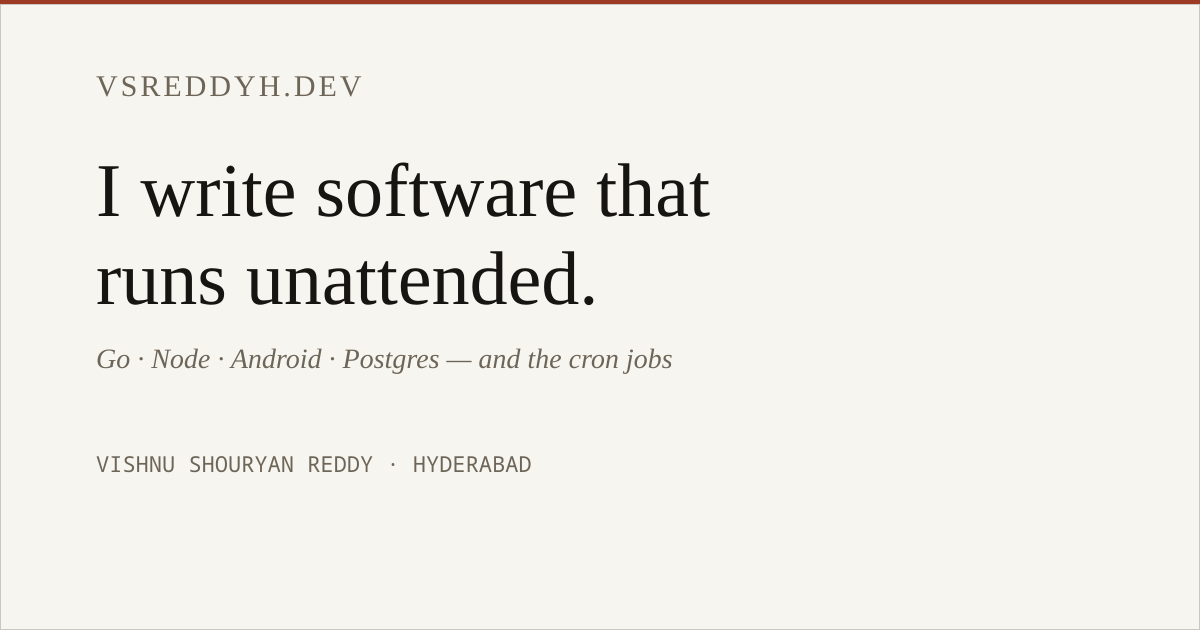 VSREDDYH.DEV
I write software that
runs unattended.
Go · Node · Android · Postgres — and the cron jobs
VISHNU SHOURYAN REDDY · HYDERABAD